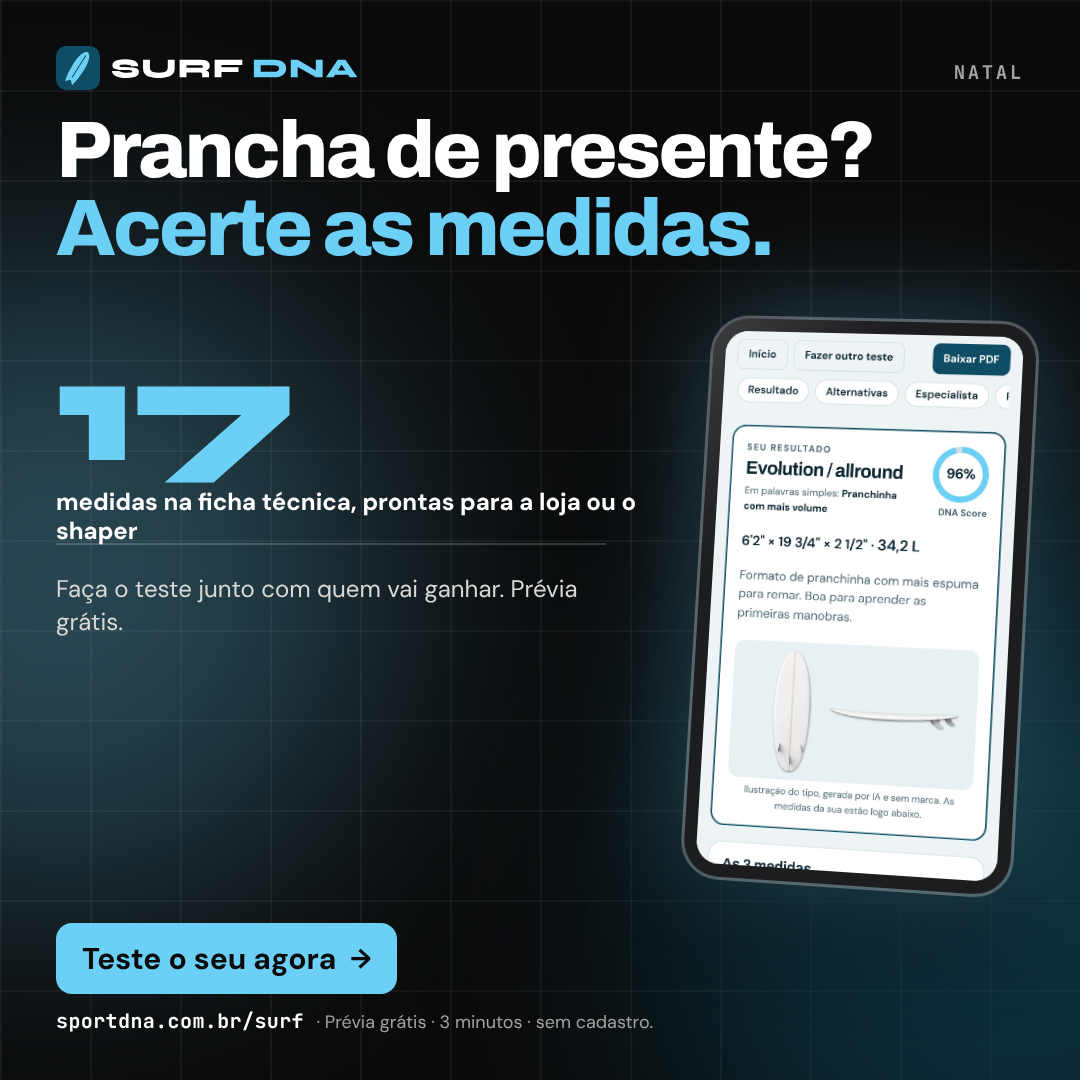 SURF DNA
NATAL
Prancha de presente?
Acerte as medidas.
17
medidas na ficha técnica, prontas para a loja ou o
shaper
Faça o teste junto com quem vai ganhar. Prévia
grátis.
Início
Fazer outro teste
Baixar PDF
Resultado
Alternativas
Especialista
SEU RESULTADO
Evolution / allround
Em palavras simples: Pranchinha
com mais volume
96%
DNA Score
6'2" × 19 3/4" × 2 1/2" · 34,2 L
Formato de pranchinha com mais espuma
para remar. Boa para aprender as
primeiras manobras.
Ilustração do tipo, gerada por IA e sem marca. As
medidas da sua estão logo abaixo.
As 3 medidas
Teste o seu agora →
sportdna.com.br/surf · Prévia grátis · 3 minutos · sem cadastro.